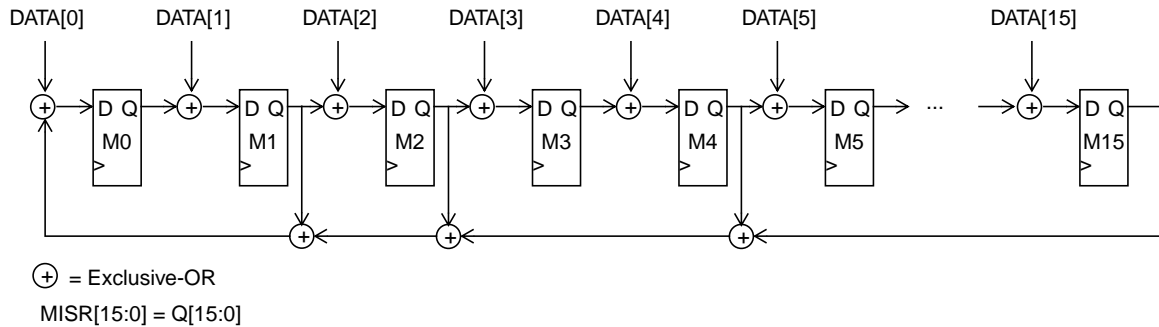 DATA[0] DATA[1] DATA[2] DATA[3] DATA[4] DATA[5] DATA[15]
+ + + + + + ... +
D Q D Q D Q D Q D Q D Q D Q
M0 M1 M2 M3 M4 M5 M15
> > > > > > >
+ + +
+ = Exclusive-OR
MISR[15:0] = Q[15:0]